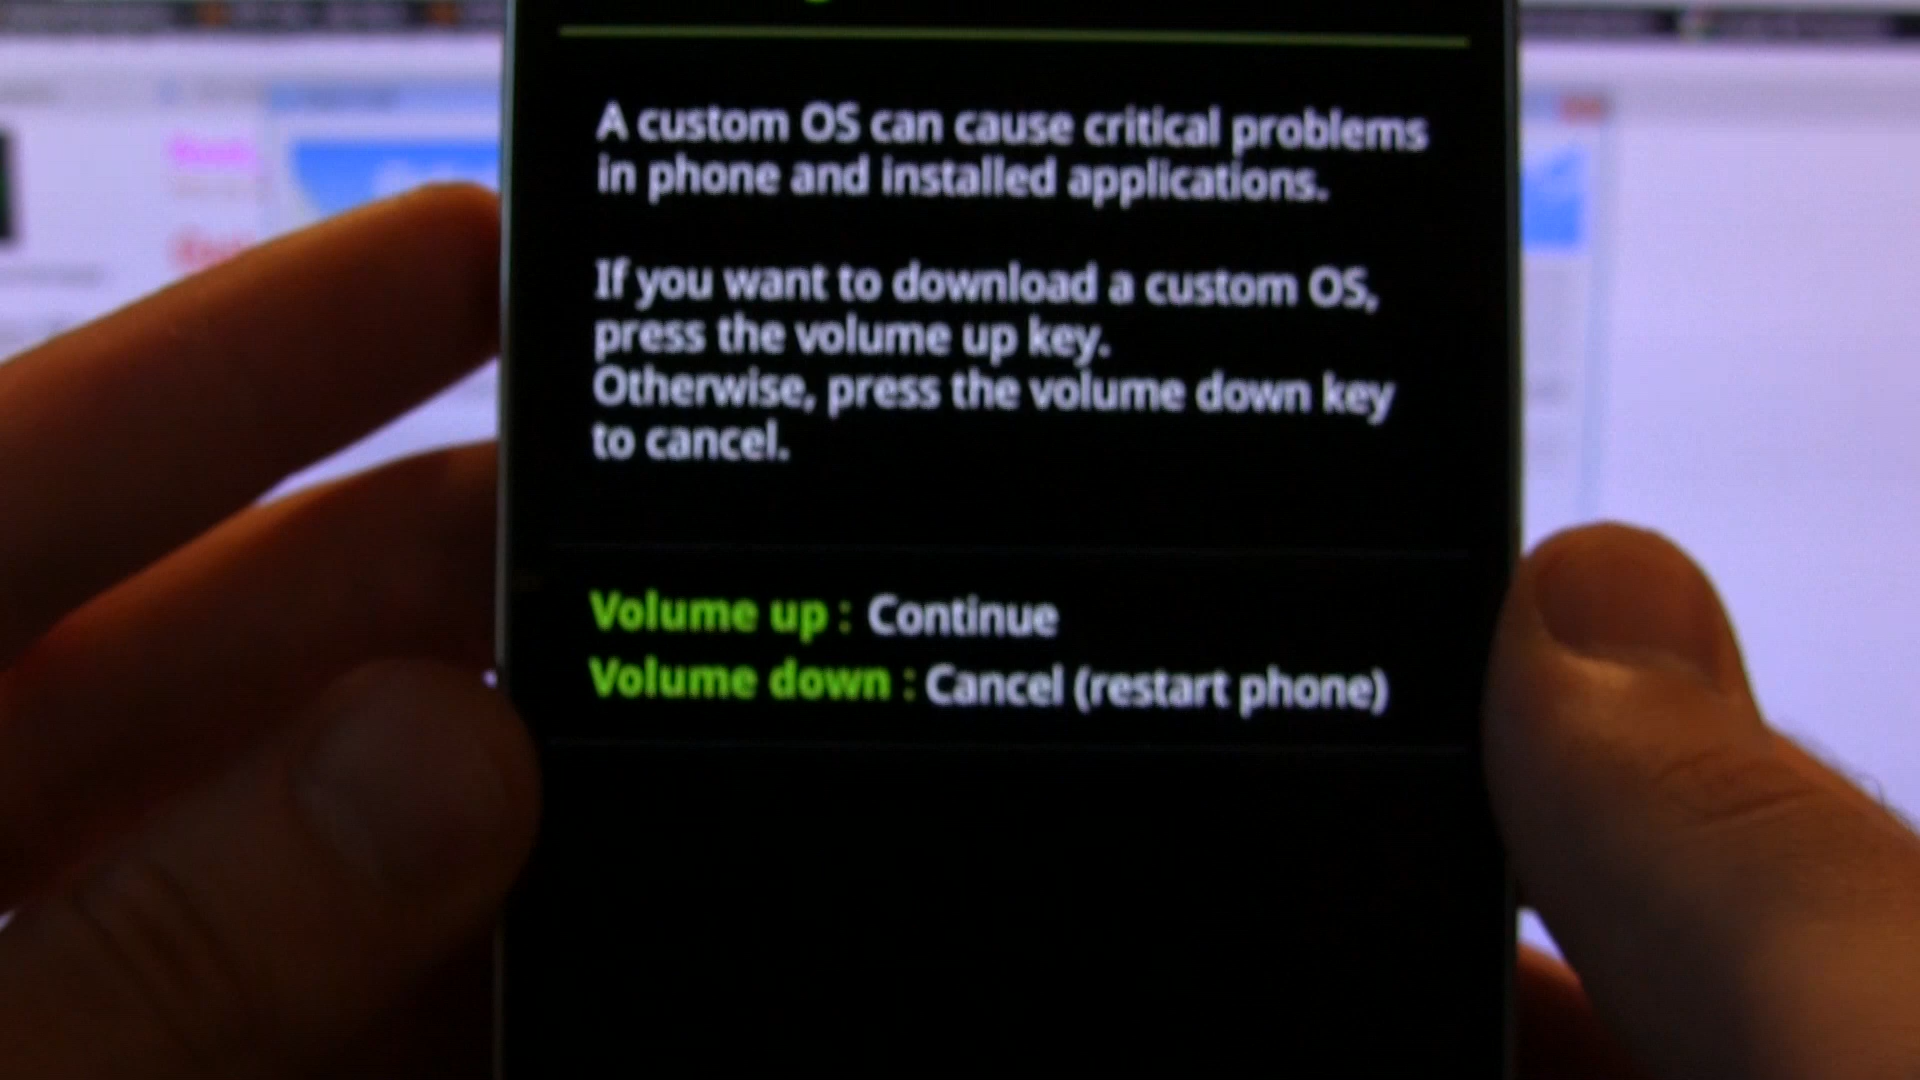 A custom OS can cause critical problems
in phone and installed applications.
If you want to download a custom OS,
press the volume up key.
Otherwise, press the volume down key
to cancel.
Volume up : Continue
Volume down : Cancel (restart phone)